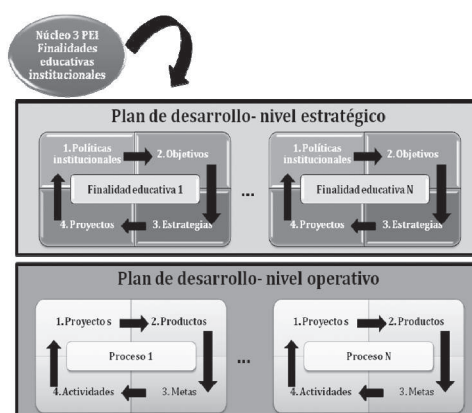 Núcleo 3 PEI
Finalidades
educativas
institucionales
Plan de desarrollo- nivel estratégico
1. Políticas
institucionales
2. Objetivos
Finalidad educativa 1
4. Proyectos
3. Estrategias
...
1. Políticas
institucionales
2. Objetivos
Finalidad educativa N
4. Proyectos
3. Estrategias
Plan de desarrollo- nivel operativo
1. Proyectos
2. Productos
Proceso 1
4. Actividades
3. Metas
...
1. Proyectos
2. Productos
Proceso N
4. Actividades
3. Metas